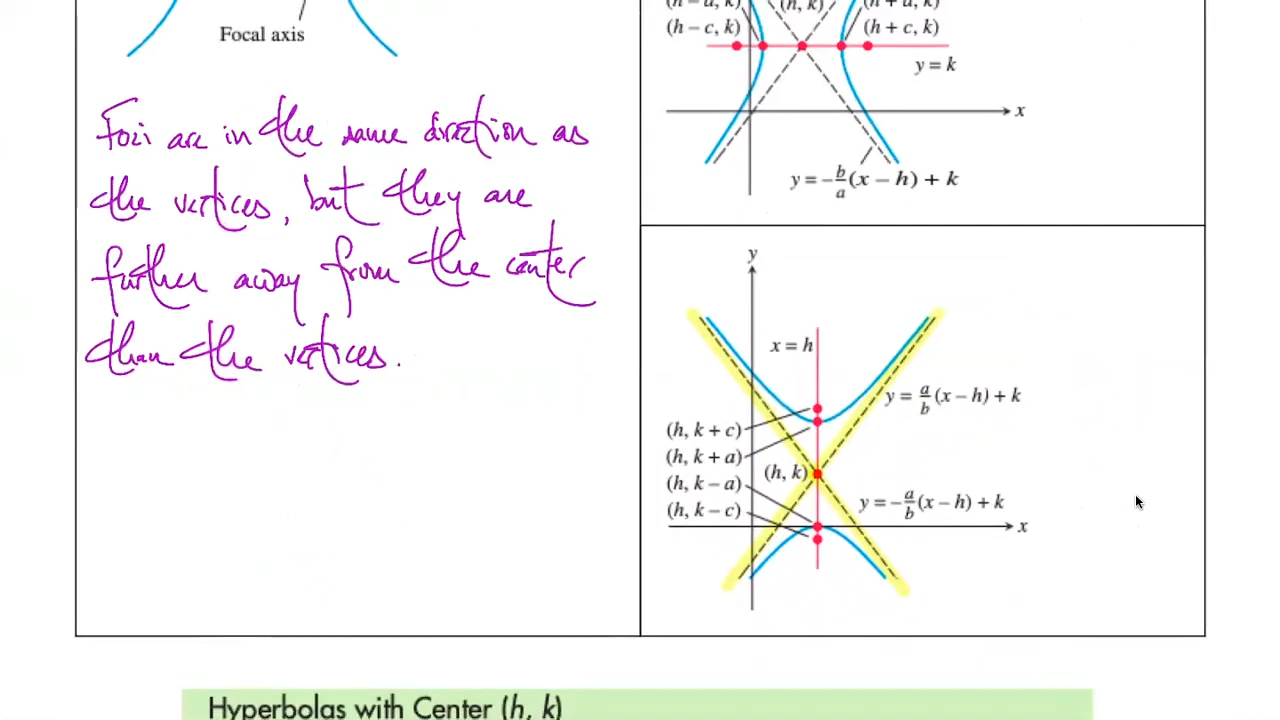 Focal axis
Foci are in the same direction as
the vertices, but they are
further away from the center
than the vertices.
(h − a, k)
(h, k)
(h + a, k)
(h − c, k)
(h + c, k)
y = k
x
y = −b/a(x − h) + k
y
x = h
y = a/b(x − h) + k
(h, k + c)
(h, k + a)
(h, k)
(h, k − a)
(h, k − c)
y = −a/b(x − h) + k
x
Hyperbolas with Center (h, k)